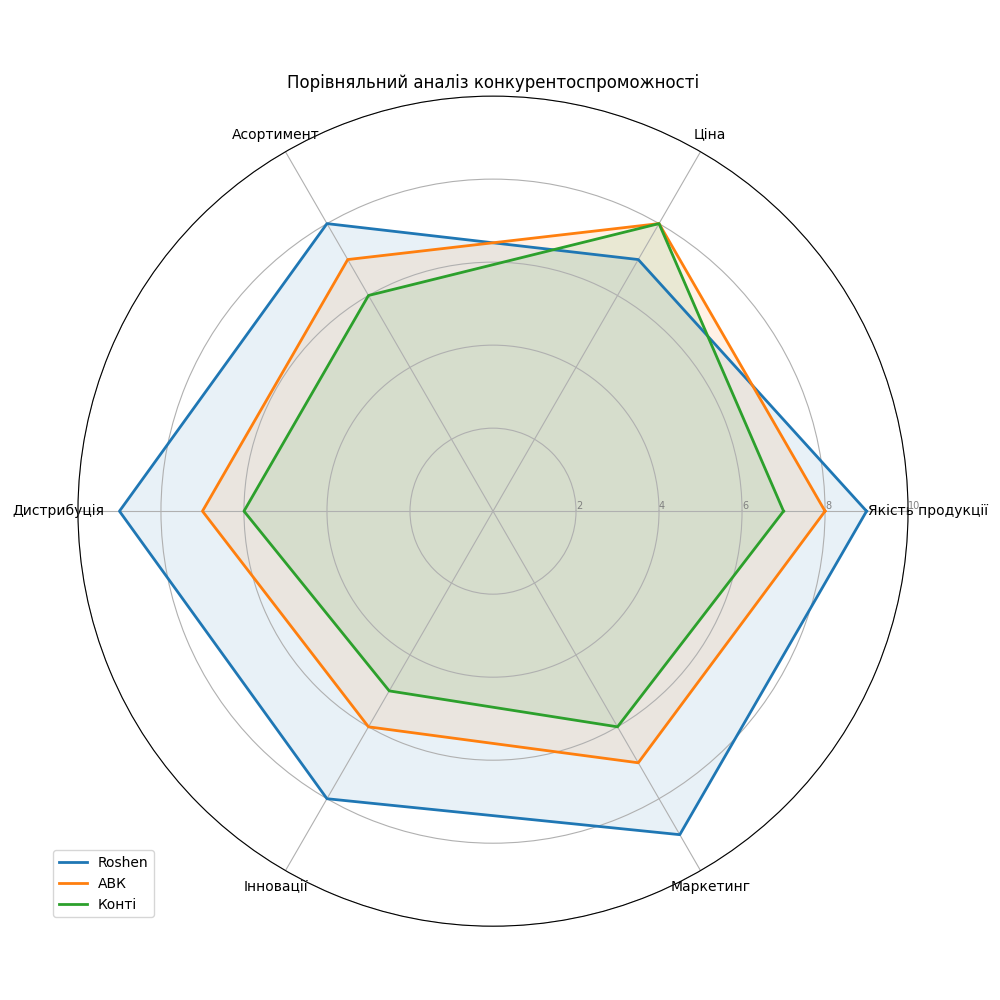 Порівняльний аналіз конкурентоспроможності
Асортимент
Ціна
Дистрибуція
2
4
6
8
10
Якість продукції
Інновації
Маркетинг
Roshen
АВК
Конті